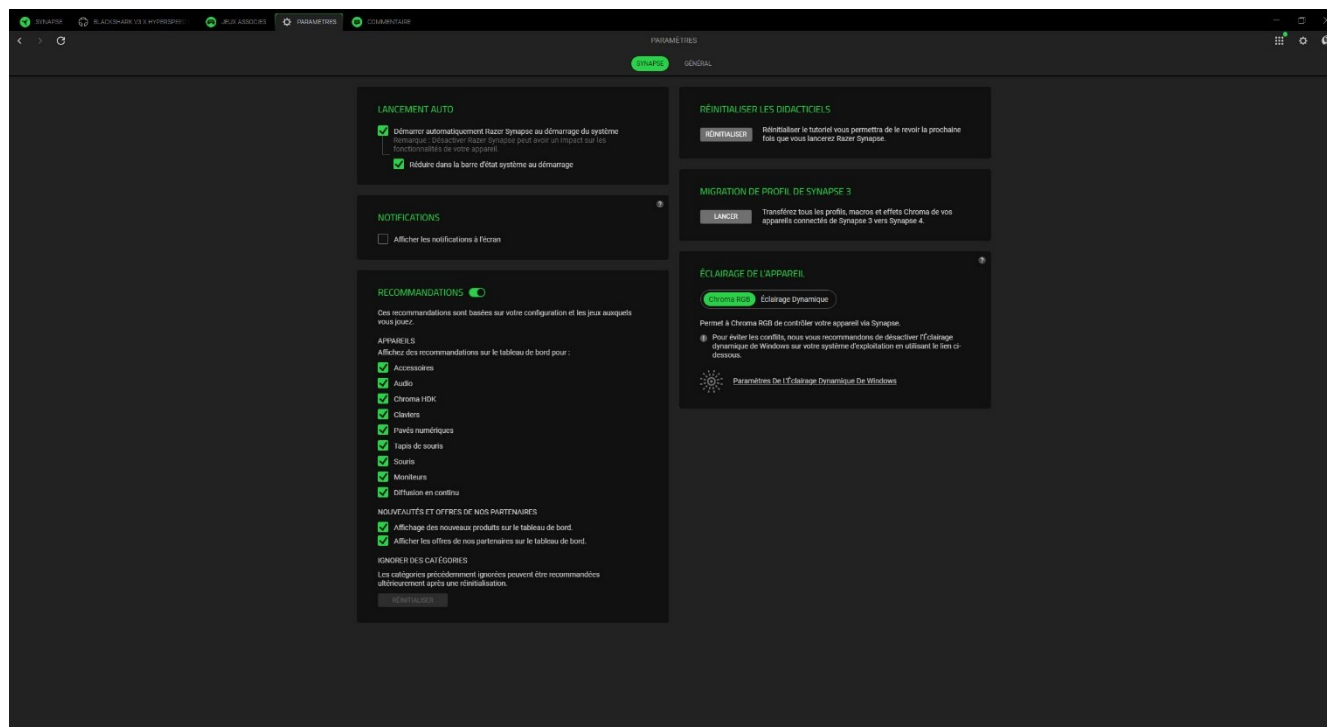 SYNAPSE
BLACKSHARK V3 X HYPERSPEED
JEUX ASSOCIÉS
PARAMÈTRES
COMMENTAIRE
PARAMÈTRES
SYNAPSE
GÉNÉRAL
LANCEMENT AUTO
Démarrer automatiquement Razer Synapse au démarrage du système
Remarque : Désactiver Razer Synapse peut avoir un impact sur les
fonctionnalités de votre appareil.
Réduire dans la barre d'état système au démarrage
NOTIFICATIONS
Afficher les notifications à l'écran
RECOMMANDATIONS
Ces recommandations sont basées sur votre configuration et les jeux auxquels
vous jouez.
APPAREILS
Affichez des recommandations sur le tableau de bord pour :
Accessoires
Audio
Chroma HDK
Claviers
Pavés numériques
Tapis de souris
Souris
Moniteurs
Diffusion en continu
NOUVEAUTÉS ET OFFRES DE NOS PARTENAIRES
Affichage des nouveaux produits sur le tableau de bord.
Afficher les offres de nos partenaires sur le tableau de bord.
IGNORER DES CATÉGORIES
Les catégories précédemment ignorées peuvent être recommandées
ultérieurement après une réinitialisation.
RÉINITIALISER
RÉINITIALISER LES DIDACTICIELS
RÉINITIALISER
Réinitialiser le tutoriel vous permettra de le revoir la prochaine
fois que vous lancerez Razer Synapse.
MIGRATION DE PROFIL DE SYNAPSE 3
LANCER
Transférez tous les profils, macros et effets Chroma de vos
appareils connectés de Synapse 3 vers Synapse 4.
ÉCLAIRAGE DE L'APPAREIL
Chroma RGB
Éclairage Dynamique
Permet à Chroma RGB de contrôler votre appareil via Synapse.
Pour éviter les conflits, nous vous recommandons de désactiver l'Éclairage
dynamique de Windows sur votre système d'exploitation en utilisant le lien ci-
dessous.
Paramètres De L'Éclairage Dynamique De Windows